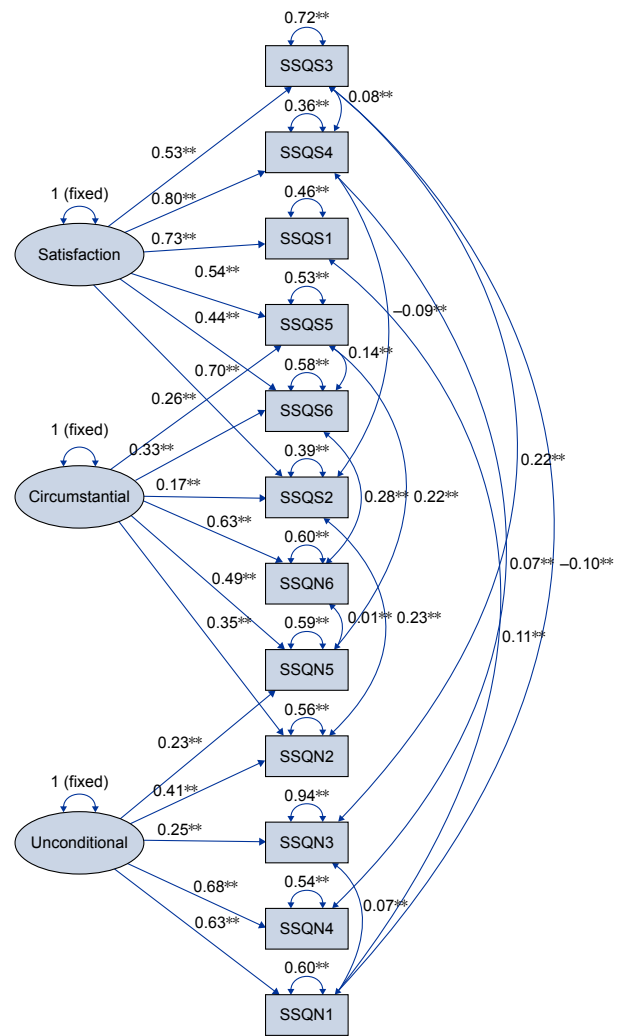 0.72**
SSQS3
0.08**
0.36**
SSQS4
0.53**
1 (fixed)
0.80**
0.46**
Satisfaction
0.73**
SSQS1
0.54**
0.53**
0.44**
SSQS5
–0.09**
0.14**
0.70**
0.58**
0.26**
SSQS6
1 (fixed)
0.33**
0.39**
0.22**
Circumstantial
0.17**
SSQS2
0.28** 0.22**
0.63**
0.60**
0.49**
SSQN6
0.07** –0.10**
0.35**
0.59**
0.01** 0.23**
0.11**
SSQN5
0.56**
0.23**
SSQN2
1 (fixed)
0.41**
0.94**
Unconditional
0.25**
SSQN3
0.68**
0.54**
0.07**
0.63**
SSQN4
0.60**
SSQN1